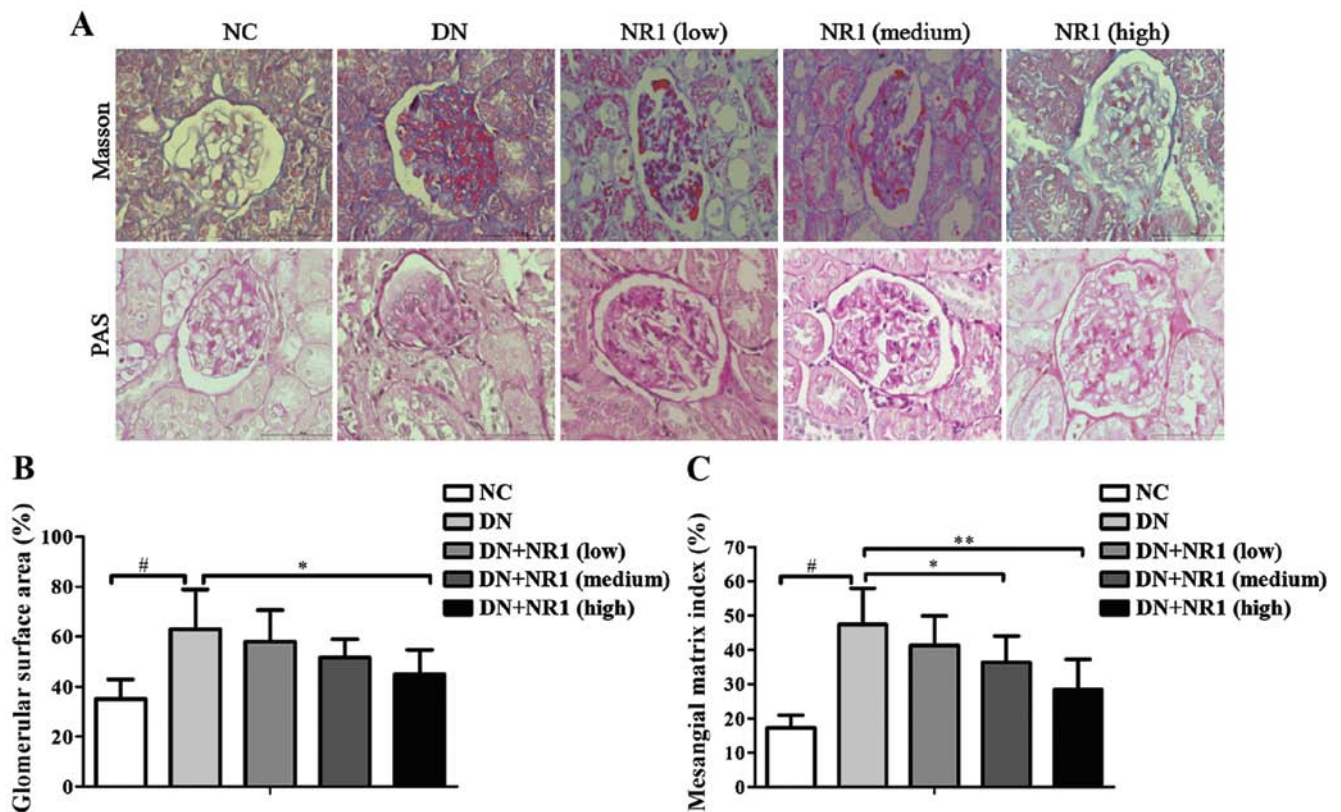 A
NC
DN
NR1 (low)
NR1 (medium)
NR1 (high)
Masson
PAS
B
Glomerular surface area (%)
100
80
60
40
20
0
#
*
NC
DN
DN+NR1 (low)
DN+NR1 (medium)
DN+NR1 (high)
C
Mesangial matrix index (%)
70
60
50
40
30
20
10
0
#
*
**
NC
DN
DN+NR1 (low)
DN+NR1 (medium)
DN+NR1 (high)